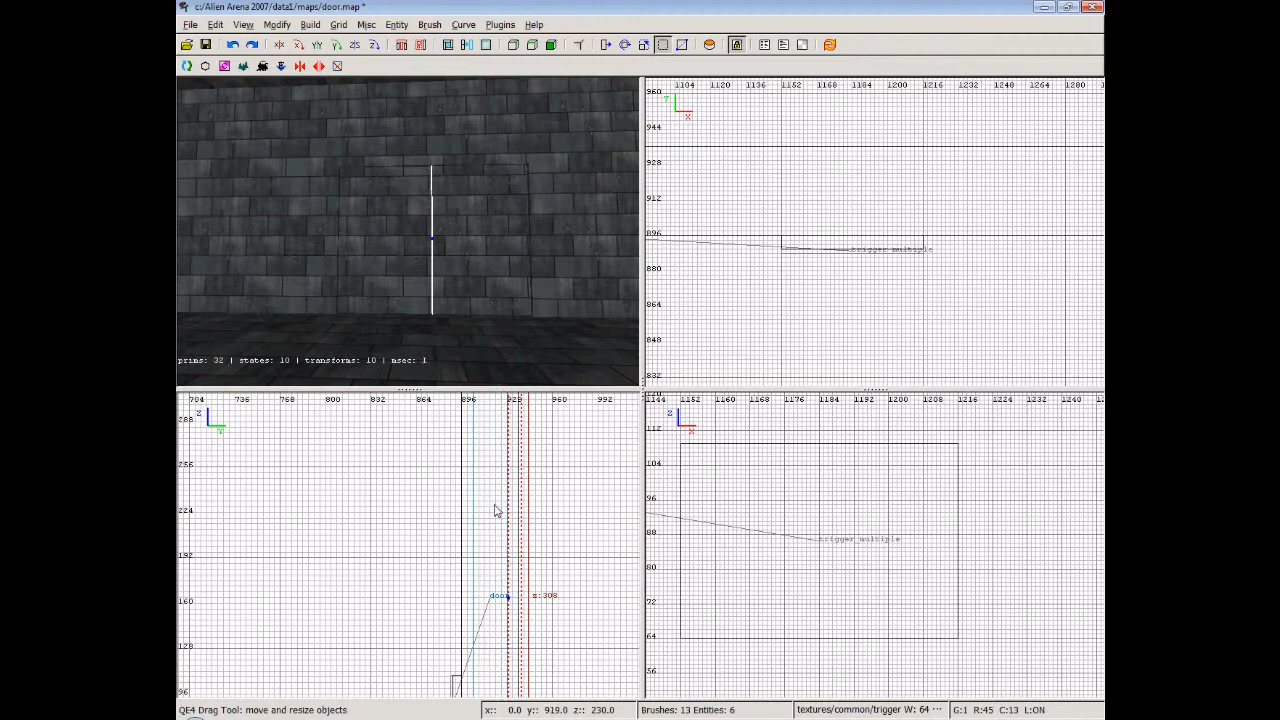 c:/Alien Arena 2007/data1/maps/door.map *
File Edit View Modify Build Grid Misc Entity Brush Curve Plugins Help
prims: 32 | states: 10 | transforms: 10 | msec: 1
1104 1136 1152 1168 1184 1200 1216 1232 1248 1264 1280
960
Y
X
944
928
912
896
trigger_multiple
880
864
848
832
704 736 768 800 832 864 896 928 960 992
Z
Y
288
256
224
192
160
door
z:308
128
96
1144 1152 1160 1168 1176 1184 1192 1200 1208 1216 1224 1232 1240
Z
X
112
104
96
88
trigger_multiple
80
72
64
56
QE4 Drag Tool: move and resize objects
x:: 0.0 y:: 919.0 z:: 230.0
Brushes: 13 Entities: 6
textures/common/trigger W: 64 ···
G:1 R:45 C:13 L:ON